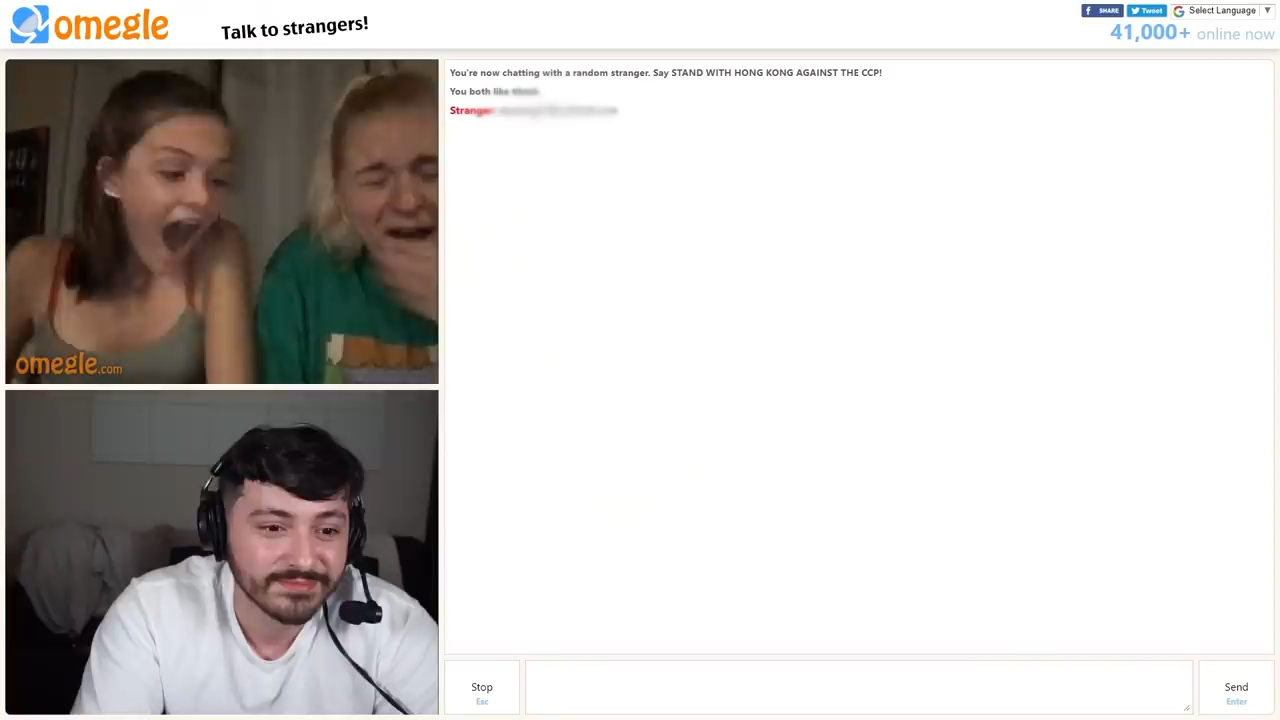 omegle
Talk to strangers!
SHARE
Tweet
Select Language ▼
41,000+ online now
You're now chatting with a random stranger. Say STAND WITH HONG KONG AGAINST THE CCP!
You both like
Stranger
omegle.com
Stop
Esc
Send
Enter